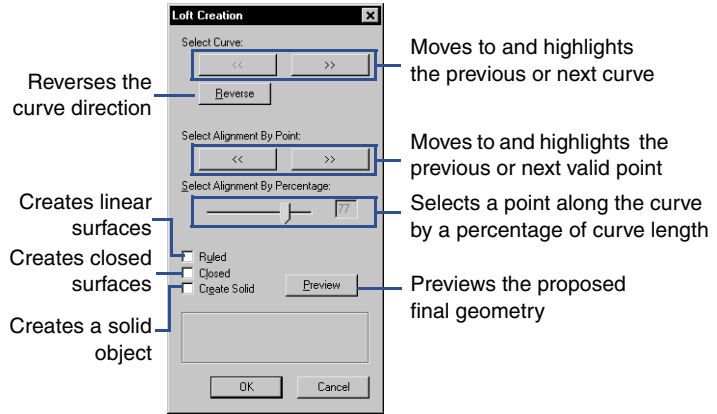 Loft Creation
Select Curve:
<< >>
Reverse
Select Alignment By Point:
<< >>
Select Alignment By Percentage:
77
Ruled
Closed
Create Solid
Preview
OK Cancel
Reverses the
curve direction
Creates linear
surfaces
Creates closed
surfaces
Creates a solid
object
Moves to and highlights
the previous or next curve
Moves to and highlights the
previous or next valid point
Selects a point along the curve
by a percentage of curve length
Previews the proposed
final geometry